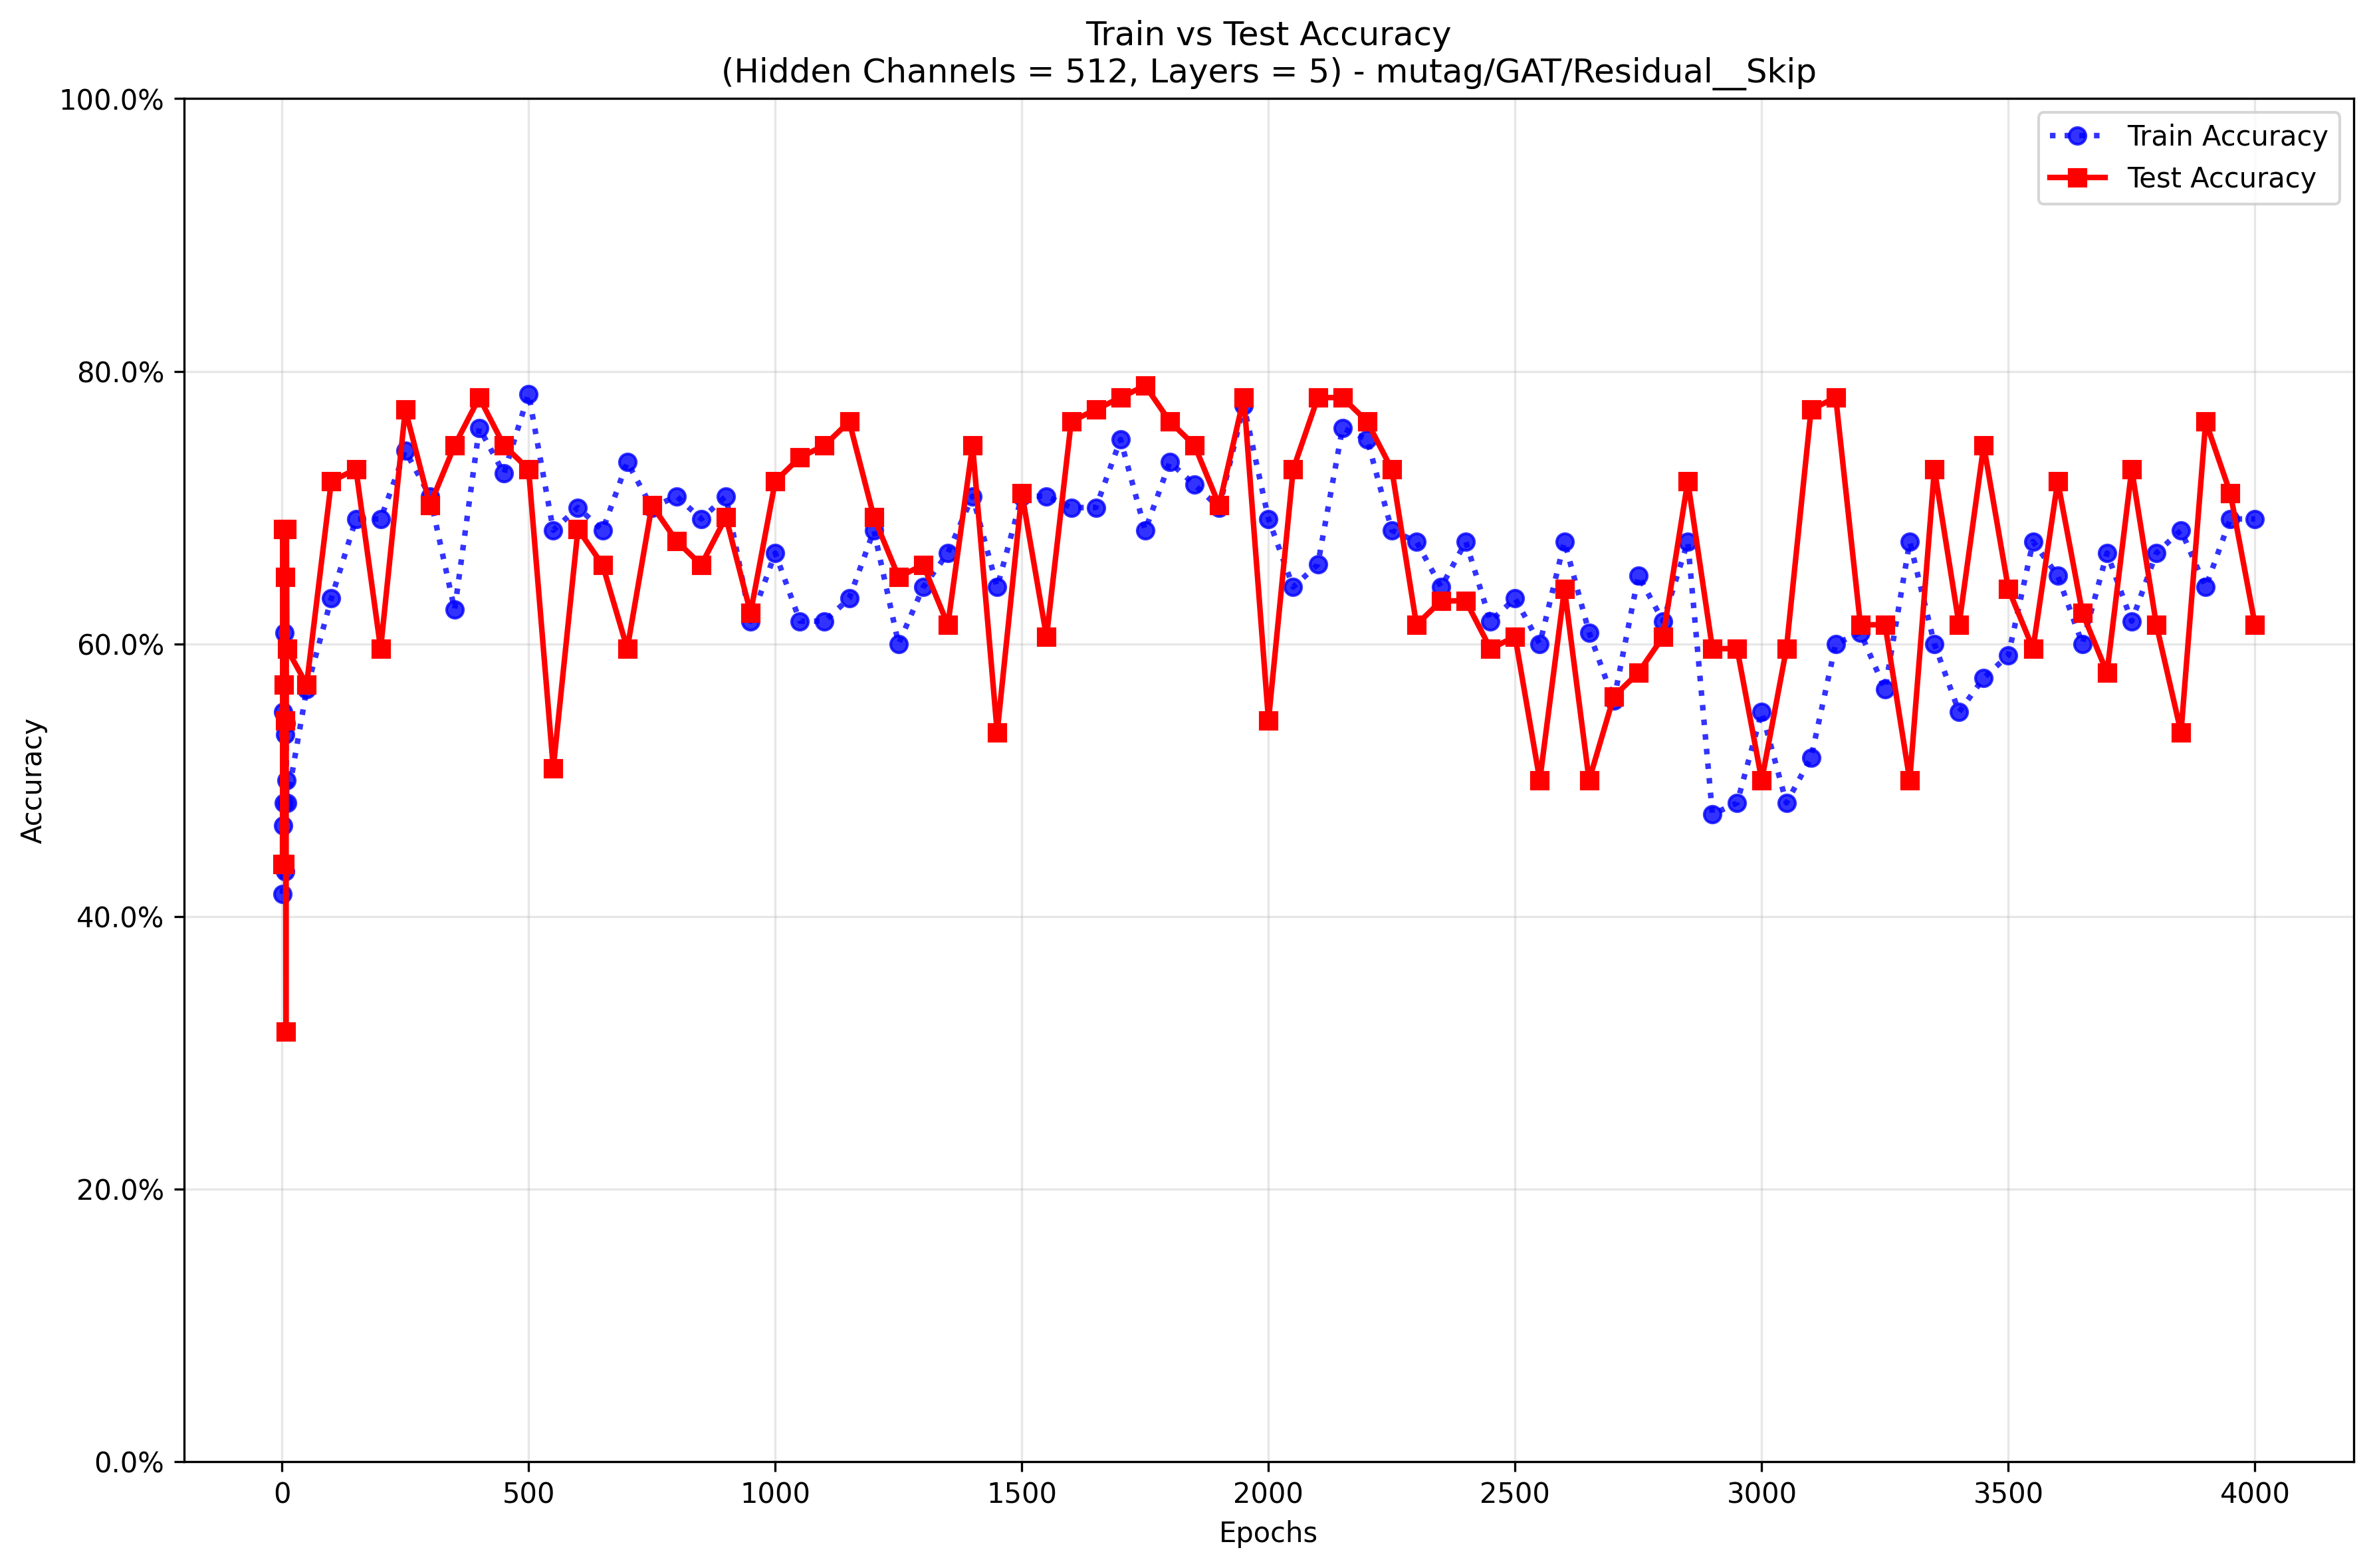 Train vs Test Accuracy
(Hidden Channels = 512, Layers = 5) - mutag/GAT/Residual__Skip
100.0%
80.0%
60.0%
40.0%
20.0%
0.0%
Accuracy
Train Accuracy
Test Accuracy
0 500 1000 1500 2000 2500 3000 3500 4000
Epochs